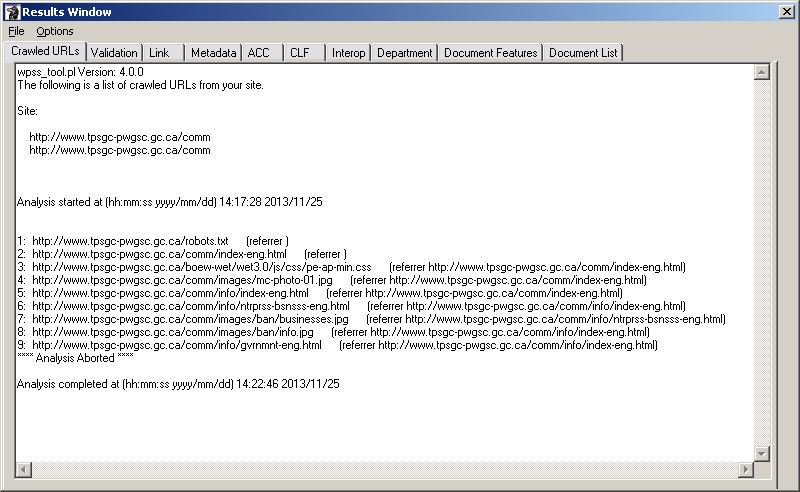 Results Window
File Options
Crawled URLs Validation Link Metadata ACC CLF Interop Department Document Features Document List
wpss_tool.pl Version: 4.0.0
The following is a list of crawled URLs from your site.
Site:
http://www.tpsgc-pwgsc.gc.ca/comm
http://www.tpsgc-pwgsc.gc.ca/comm
Analysis started at (hh:mm:ss yyyy/mm/dd) 14:17:28 2013/11/25
1: http://www.tpsgc-pwgsc.gc.ca/robots.txt (referrer )
2: http://www.tpsgc-pwgsc.gc.ca/comm/index-eng.html (referrer )
3: http://www.tpsgc-pwgsc.gc.ca/boew-wet/wet3.0/js/css/pe-ap-min.css (referrer http://www.tpsgc-pwgsc.gc.ca/comm/index-eng.html)
4: http://www.tpsgc-pwgsc.gc.ca/comm/images/mc-photo-01.jpg (referrer http://www.tpsgc-pwgsc.gc.ca/comm/index-eng.html)
5: http://www.tpsgc-pwgsc.gc.ca/comm/info/index-eng.html (referrer http://www.tpsgc-pwgsc.gc.ca/comm/index-eng.html)
6: http://www.tpsgc-pwgsc.gc.ca/comm/info/ntrprss-bsnsss-eng.html (referrer http://www.tpsgc-pwgsc.gc.ca/comm/info/index-eng.html)
7: http://www.tpsgc-pwgsc.gc.ca/comm/images/ban/businesses.jpg (referrer http://www.tpsgc-pwgsc.gc.ca/comm/info/ntrprss-bsnsss-eng.html)
8: http://www.tpsgc-pwgsc.gc.ca/comm/images/ban/info.jpg (referrer http://www.tpsgc-pwgsc.gc.ca/comm/info/index-eng.html)
9: http://www.tpsgc-pwgsc.gc.ca/comm/info/gvrnmnt-eng.html (referrer http://www.tpsgc-pwgsc.gc.ca/comm/info/index-eng.html)
**** Analysis Aborted ****
Analysis completed at (hh:mm:ss yyyy/mm/dd) 14:22:46 2013/11/25